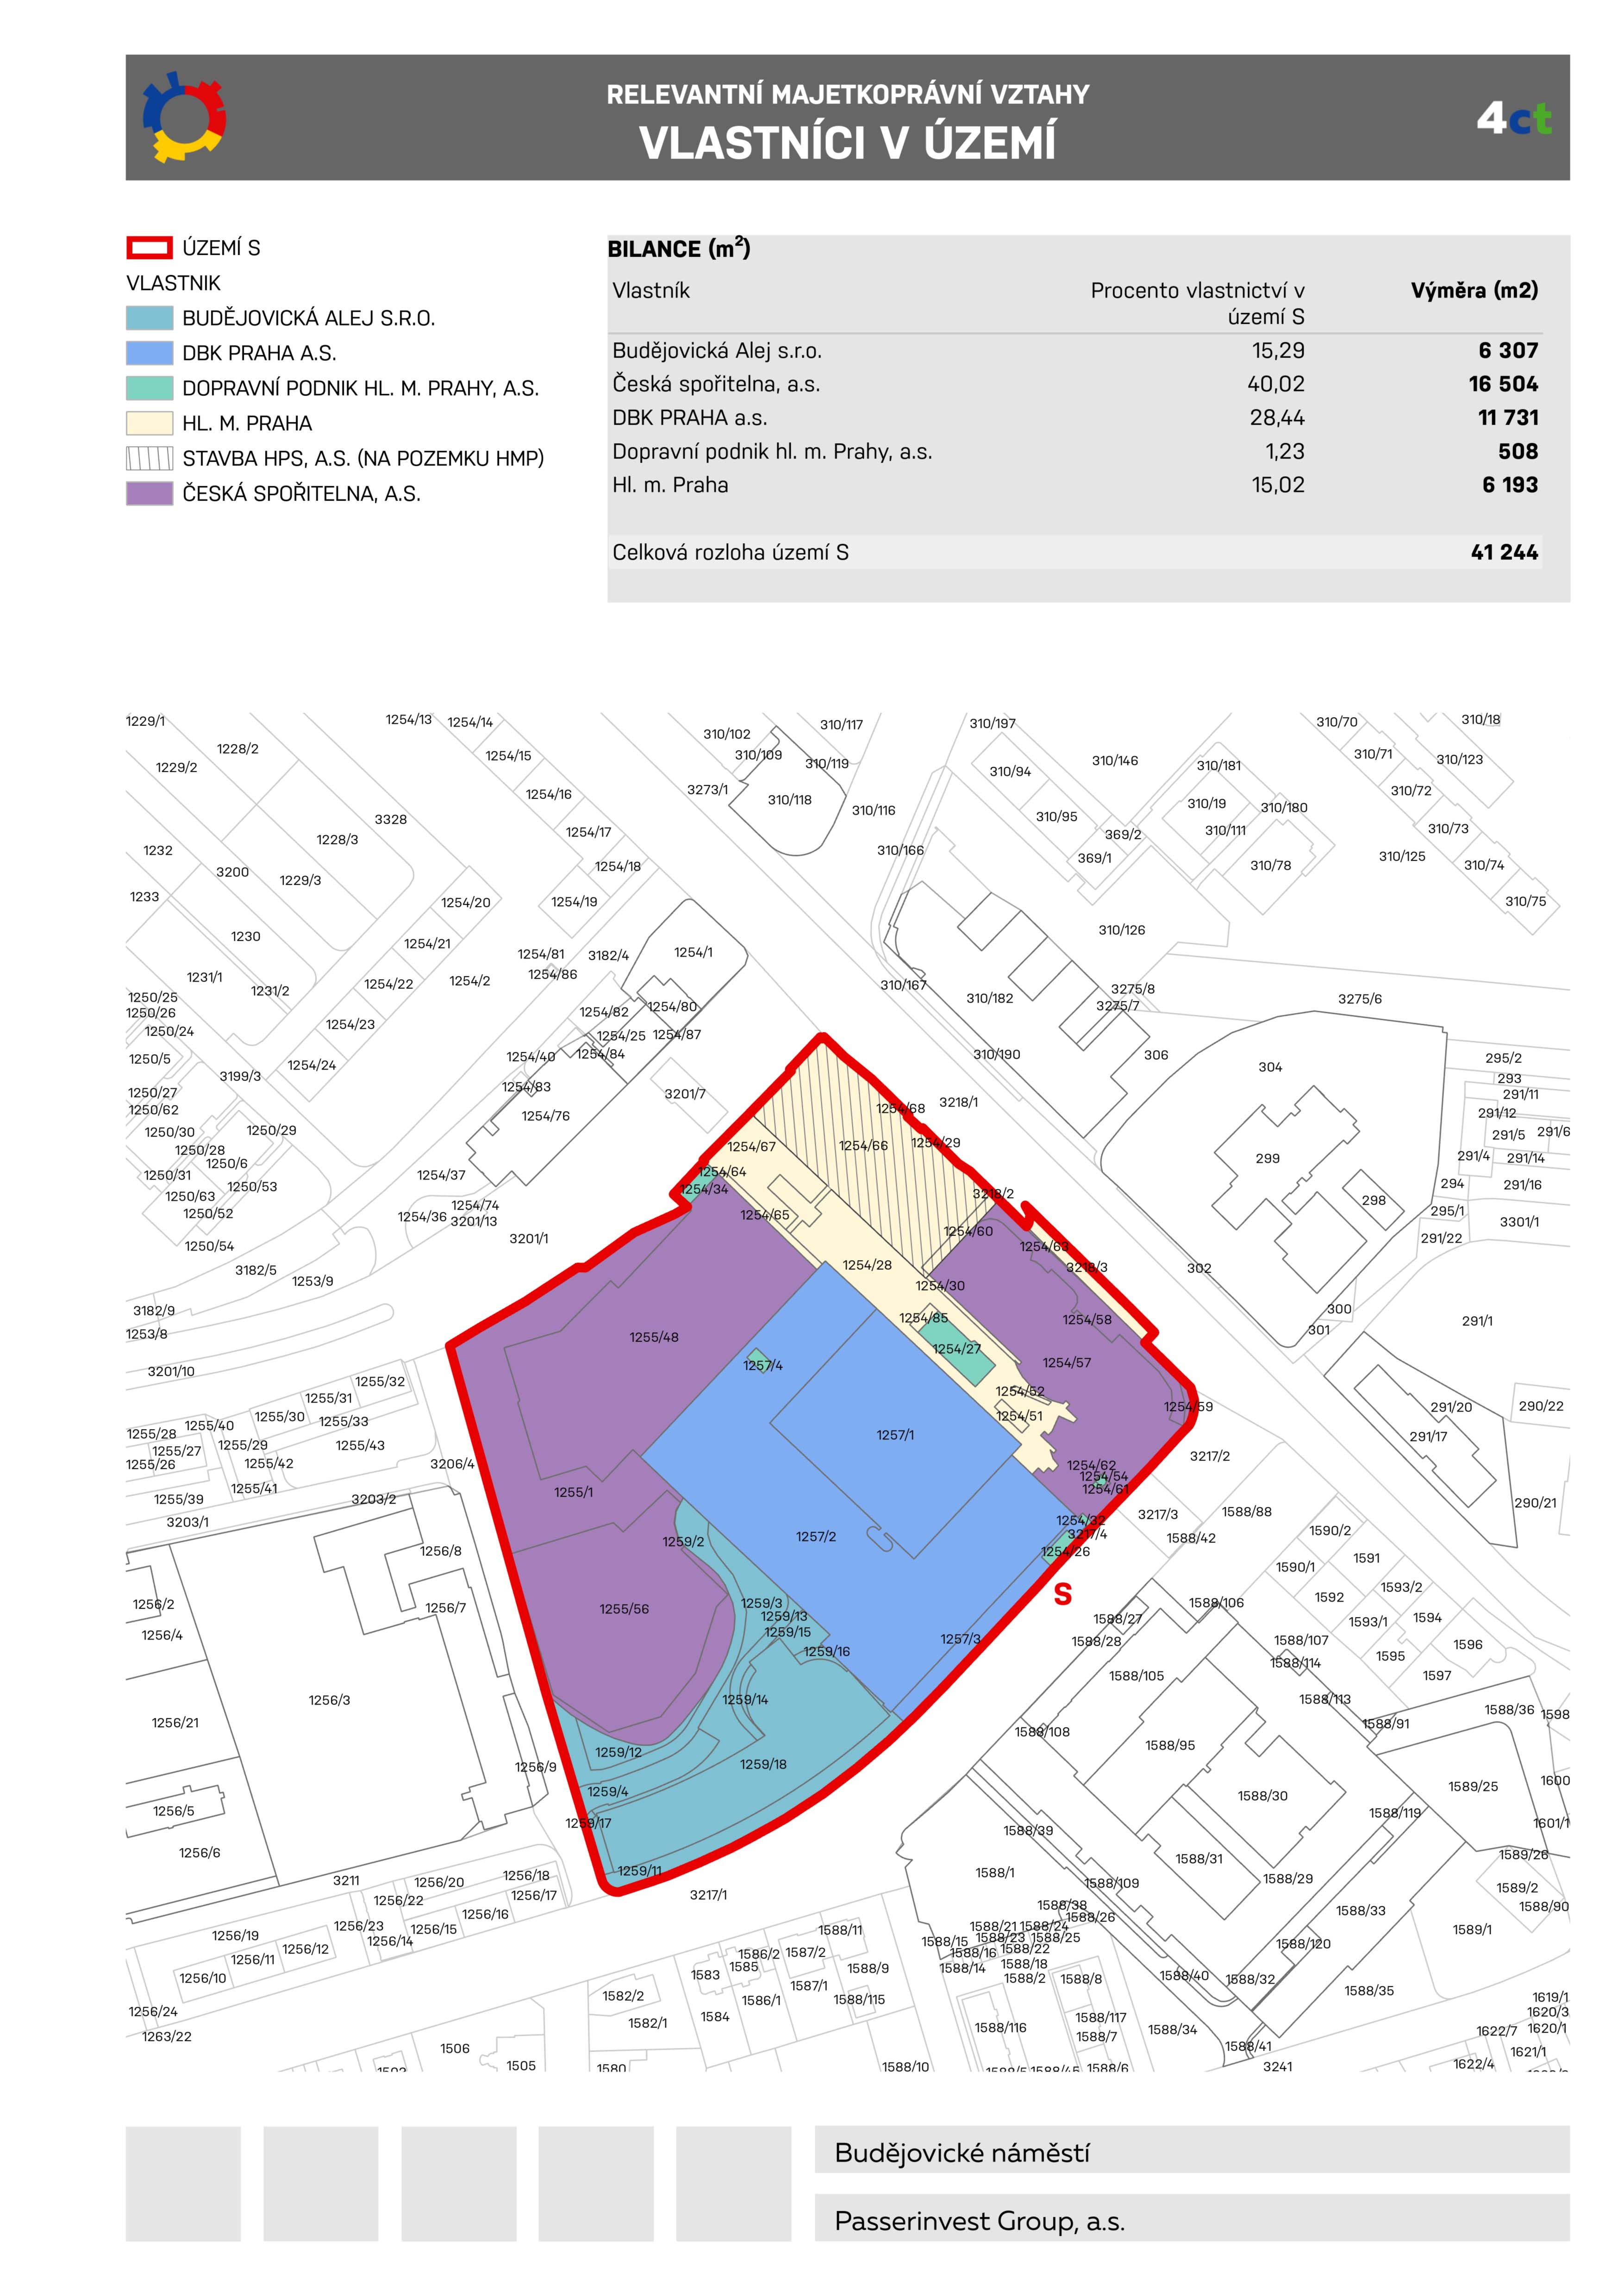 RELEVANTNÍ MAJETKOPRÁVNÍ VZTAHY
VLASTNÍCI V ÚZEMÍ
4ct
ÚZEMÍ S
VLASTNIK
BUDĚJOVICKÁ ALEJ S.R.O.
DBK PRAHA A.S.
DOPRAVNÍ PODNIK HL. M. PRAHY, A.S.
HL. M. PRAHA
STAVBA HPS, A.S. (NA POZEMKU HMP)
ČESKÁ SPOŘITELNA, A.S.
BILANCE (m²)
Vlastník Procento vlastnictví v území S Výměra (m2)
Budějovická Alej s.r.o. 15,29 6 307
Česká spořitelna, a.s. 40,02 16 504
DBK PRAHA a.s. 28,44 11 731
Dopravní podnik hl. m. Prahy, a.s. 1,23 508
Hl. m. Praha 15,02 6 193
Celková rozloha území S 41 244
1229/1 1254/13 1254/14 310/102 310/117 310/197 310/70 310/18
1228/2 1254/15 310/109 310/119 310/146 310/71 310/123
1229/2 1254/16 3273/1 310/118 310/116 310/94 310/181 310/72
3328 1254/17 310/95 310/19 310/180 310/73
1228/3 310/166 369/2 310/111
1232 1254/18 369/1 310/78 310/125 310/74
3200 1229/3 1254/20 1254/19 310/75
1233 1230 1254/21 310/126
1231/1 1231/2 1254/22 1254/2 1254/81 3182/4 1254/1 1254/86 310/167 310/182 3275/8 3275/7 3275/6
1250/25 1250/26 1250/24 1254/23 1254/82 1254/80 1254/25 1254/87
1250/5 3199/3 1254/24 1254/40 1254/84 310/190 306 304 295/2
1250/27 1250/62 1254/83 1254/76 3201/7 1254/68 3218/1 293 291/11 291/12
1250/30 1250/29 1250/28 1250/6 1254/67 1254/66 1254/29 299 291/5 291/6 291/4 291/14
1250/31 1250/53 1250/63 1250/52 1254/37 1254/64 1254/34 3218/2 298 294 291/16
1250/54 1254/36 1254/74 3201/13 3201/1 1254/65 1254/60 1254/63 295/1 3301/1 291/22
3182/5 1253/9 1254/28 1254/30 3218/3 302
3182/9 1253/8 1255/48 1254/85 1254/58 300 301 291/1
3201/10 1257/4 1254/27 1254/57
1255/32 1255/31 1255/30 1255/33 1254/52 1254/51 1254/59 291/20 290/22
1255/28 1255/40 1255/27 1255/29 1255/43 1257/1 291/17
1255/26 1255/42 3206/4 1254/62 1254/54 1254/61 3217/2
1255/39 1255/41 3203/2 1255/1 290/21
3203/1 1259/2 1257/2 1254/32 3217/4 1254/26 3217/3 1588/88 1588/42 1590/2
1256/8 1590/1 1591
1256/2 1256/7 1255/56 1259/3 1259/13 1259/15 S 1588/27 1588/106 1592 1593/2 1593/1 1594
1256/4 1259/16 1257/3 1588/28 1588/107 1588/114 1595 1596 1597
1256/3 1259/14 1588/105 1588/113 1588/36 1598
1256/21 1259/12 1259/18 1588/108 1588/95 1588/91
1256/9 1259/4 1588/30 1589/25 1600
1256/5 1259/17 1588/39 1588/119 1601/1
1256/6 1259/11 1588/1 1588/31 1588/29 1589/26
3211 1256/20 1256/18 1256/17 3217/1 1588/109 1589/2 1588/90
1256/22 1256/16 1588/38 1588/26 1588/33
1256/19 1256/23 1256/15 1256/14 1588/11 1588/21 1588/24 1588/23 1588/25 1588/15 1589/1
1256/11 1256/12 1586/2 1587/2 1588/16 1588/22 1588/120
1256/10 1583 1585 1587/1 1588/9 1588/14 1588/18 1588/2 1588/8 1588/40 1588/32 1588/35
1256/24 1582/2 1582/1 1584 1586/1 1588/115 1588/116 1588/117 1588/7 1588/34 1619/1 1620/3 1620/1 1622/7
1263/22 1506 1505 1580 1588/10 1588/6 1588/41 3241 1621/1 1622/4
Budějovické náměstí
Passerinvest Group, a.s.